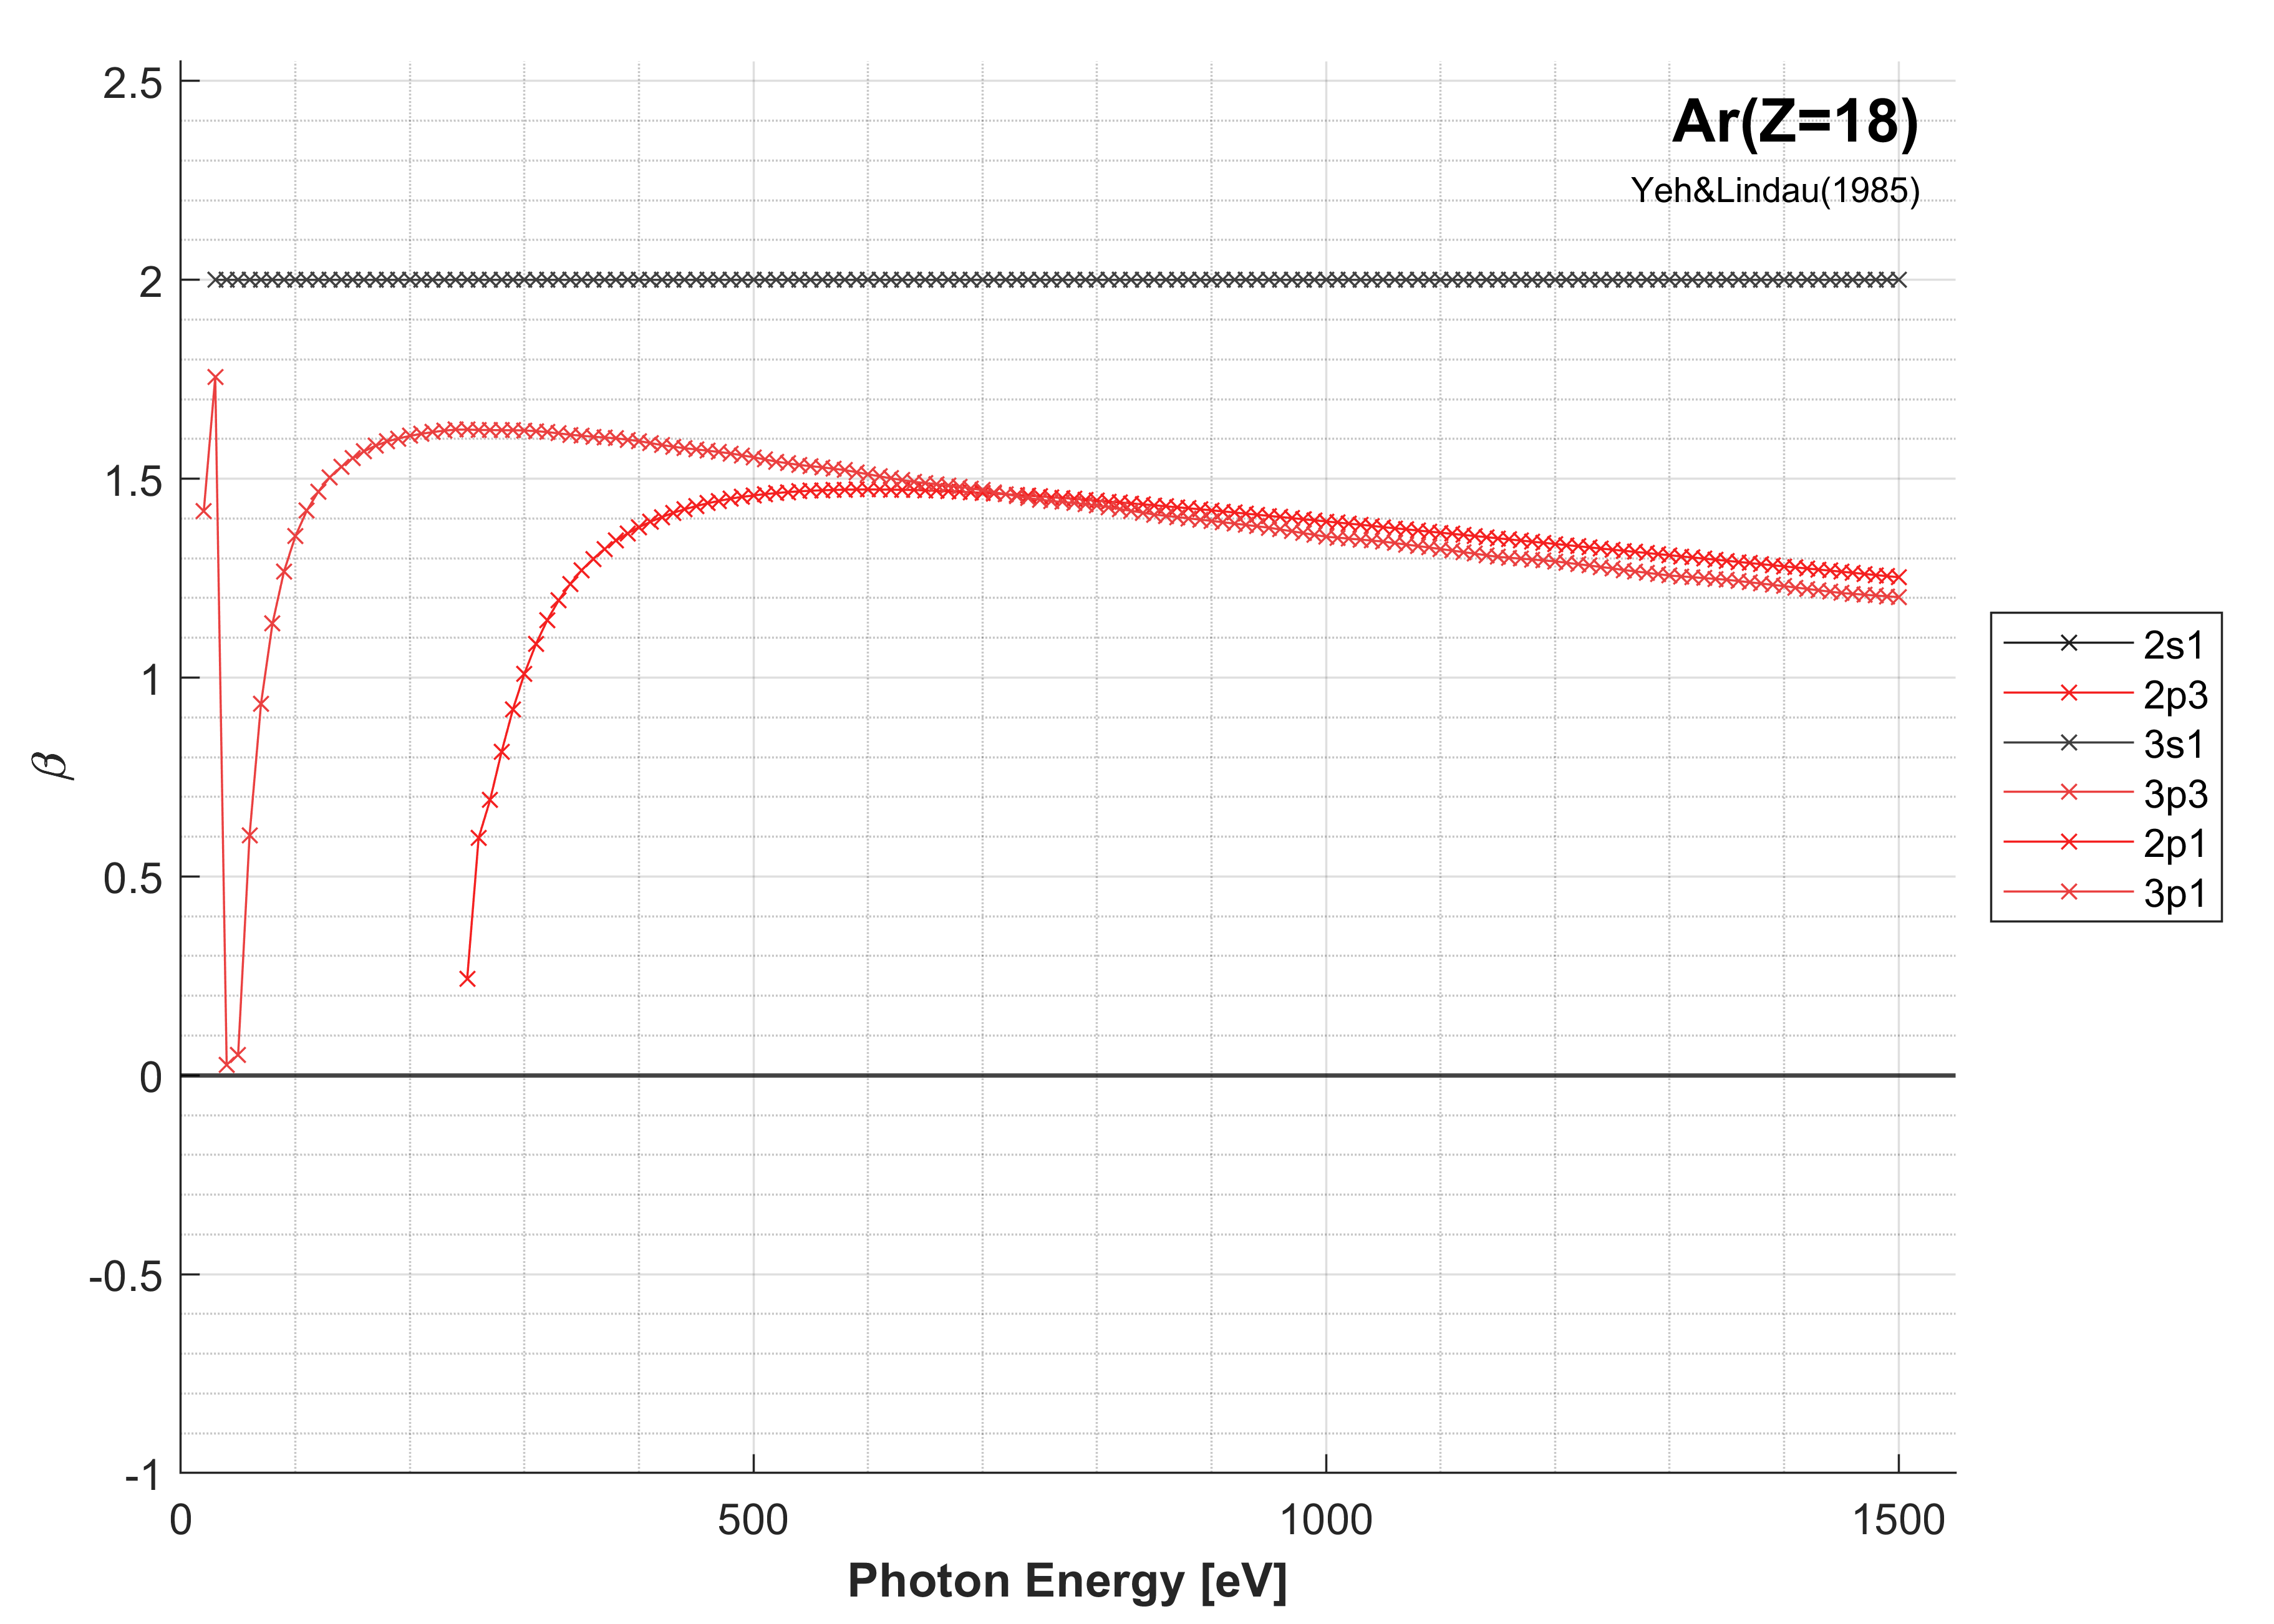 Ar(Z=18)
Yeh&Lindau(1985)
2.5
2
1.5
1
0.5
0
-0.5
-1
β
0 500 1000 1500
Photon Energy [eV]
2s1
2p3
3s1
3p3
2p1
3p1